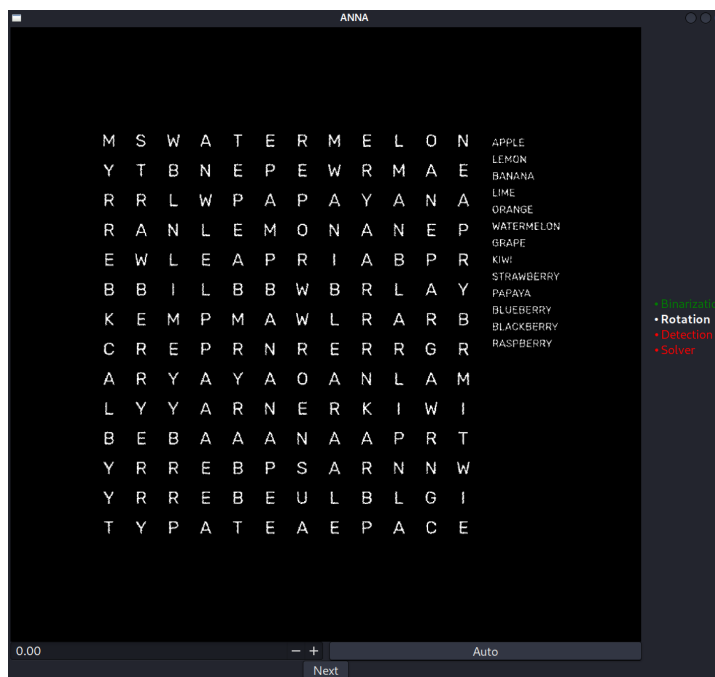 ANNA
M S W A T E R M E L O N
Y T B N E P E W R M A E
R R L W P A P A Y A N A
R A N L E M O N A N E P
E W L E A P R I A B P R
B B I L B B W B R L A Y
K E M P M A W L R A R B
C R E P R N R E R R G R
A R Y A Y A O A N L A M
L Y Y A R N E R K I W I
B E B A A A N A A P R T
Y R R E B P S A R N N W
Y R R E B E U L B L G I
T Y P A T E A E P A C E
APPLE
LEMON
BANANA
LIME
ORANGE
WATERMELON
GRAPE
KIWI
STRAWBERRY
PAPAYA
BLUEBERRY
BLACKBERRY
RASPBERRY
• Binarizatio
• Rotation
• Detection
• Solver
0.00 − +
Auto
Next